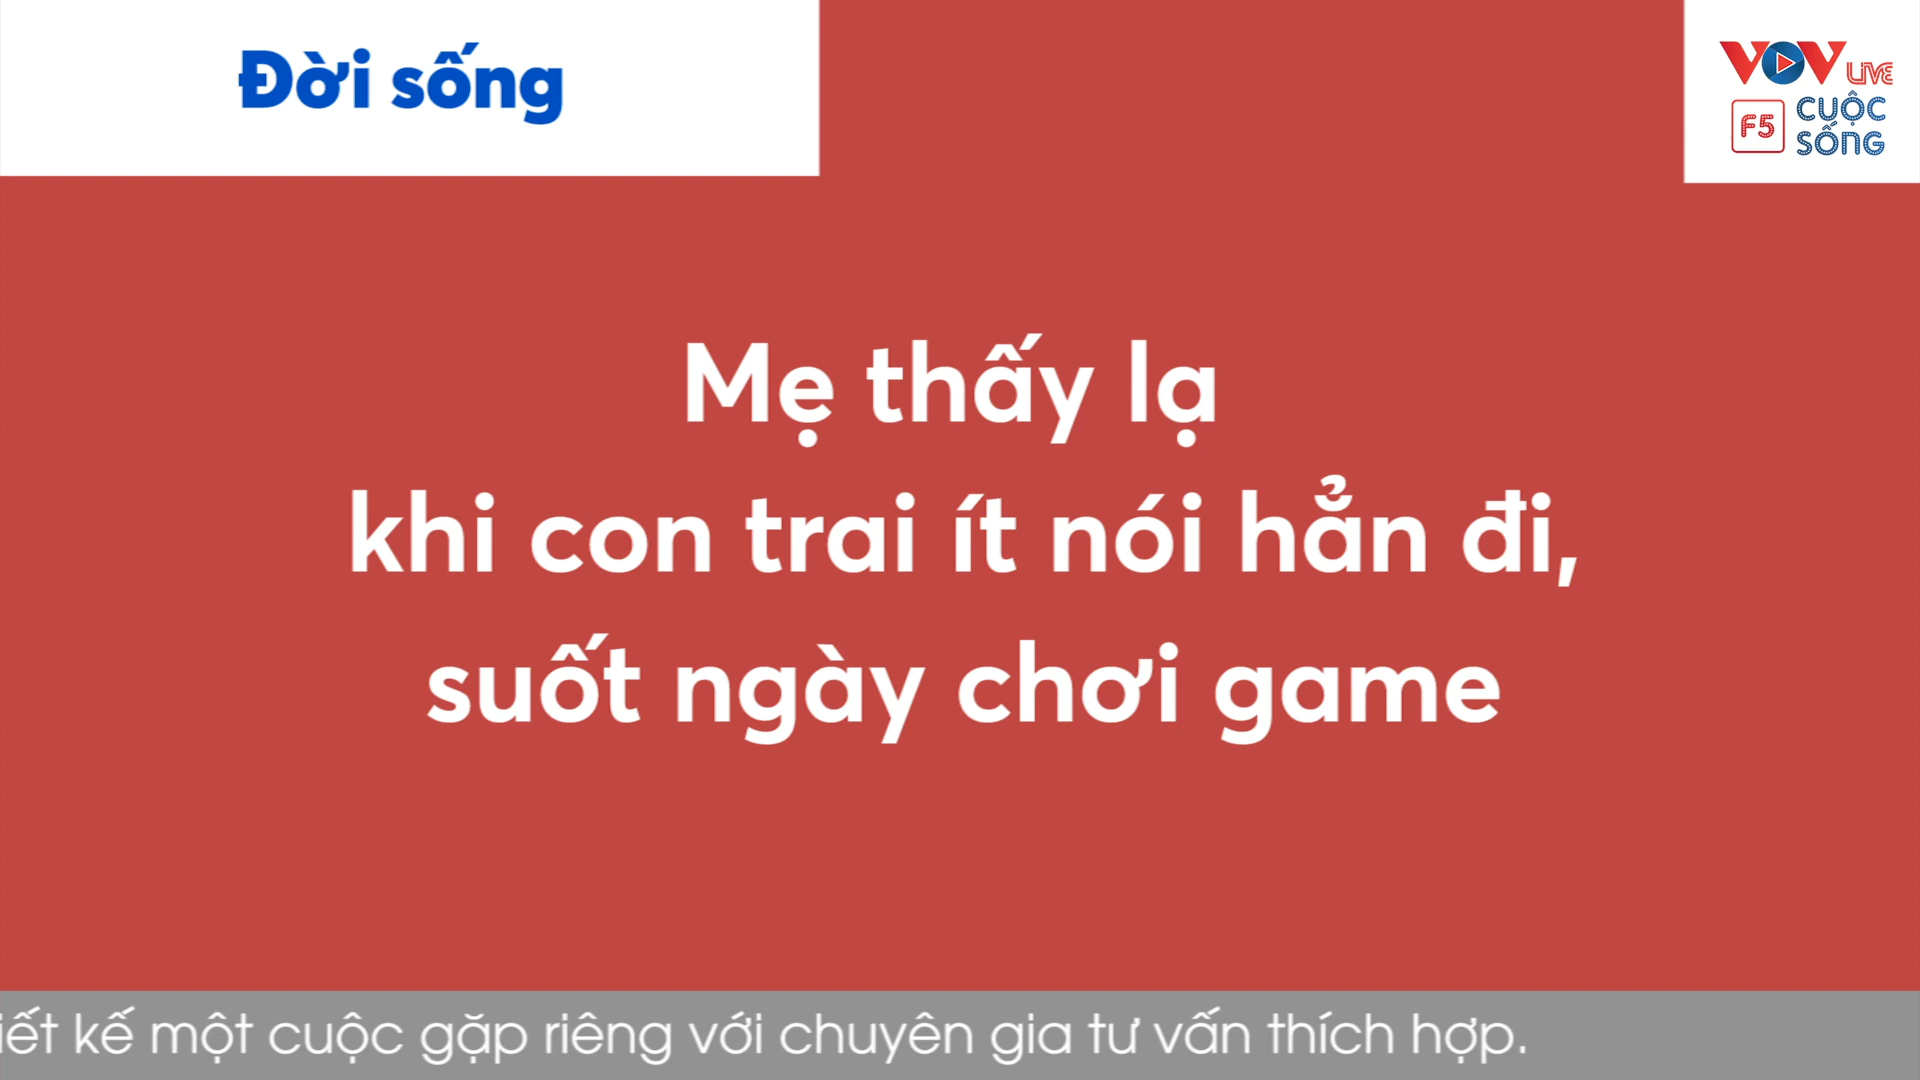 Đời sống
VOV LIVE
F5 CUỘC SỐNG
Mẹ thấy lạ
khi con trai ít nói hẳn đi,
suốt ngày chơi game
kế một cuộc gặp riêng với chuyên gia tư vấn thích hợp.